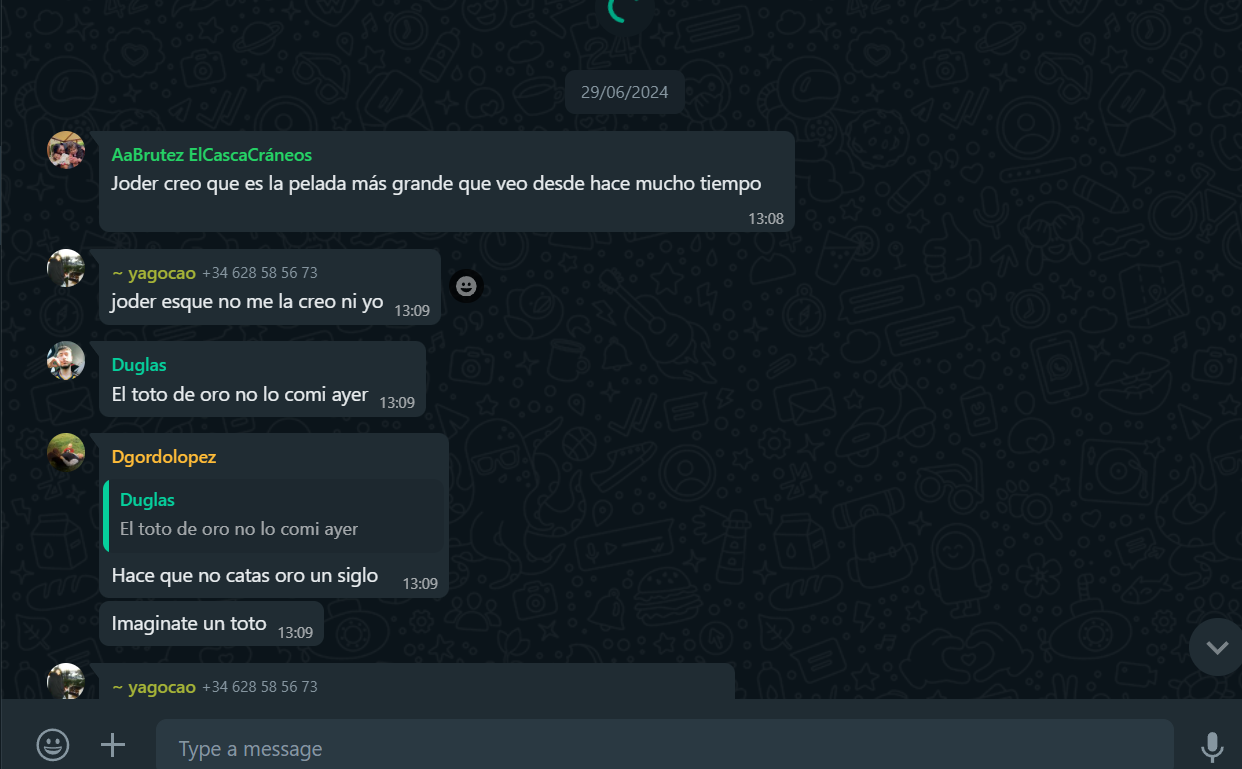 29/06/2024
AaBrutez ElCascaCráneos
Joder creo que es la pelada más grande que veo desde hace mucho tiempo
13:08
~ yagocao +34 628 58 56 73
joder esque no me la creo ni yo 13:09
Duglas
El toto de oro no lo comi ayer 13:09
Dgordolopez
Duglas
El toto de oro no lo comi ayer
Hace que no catas oro un siglo 13:09
Imaginate un toto 13:09
~ yagocao +34 628 58 56 73
Type a message